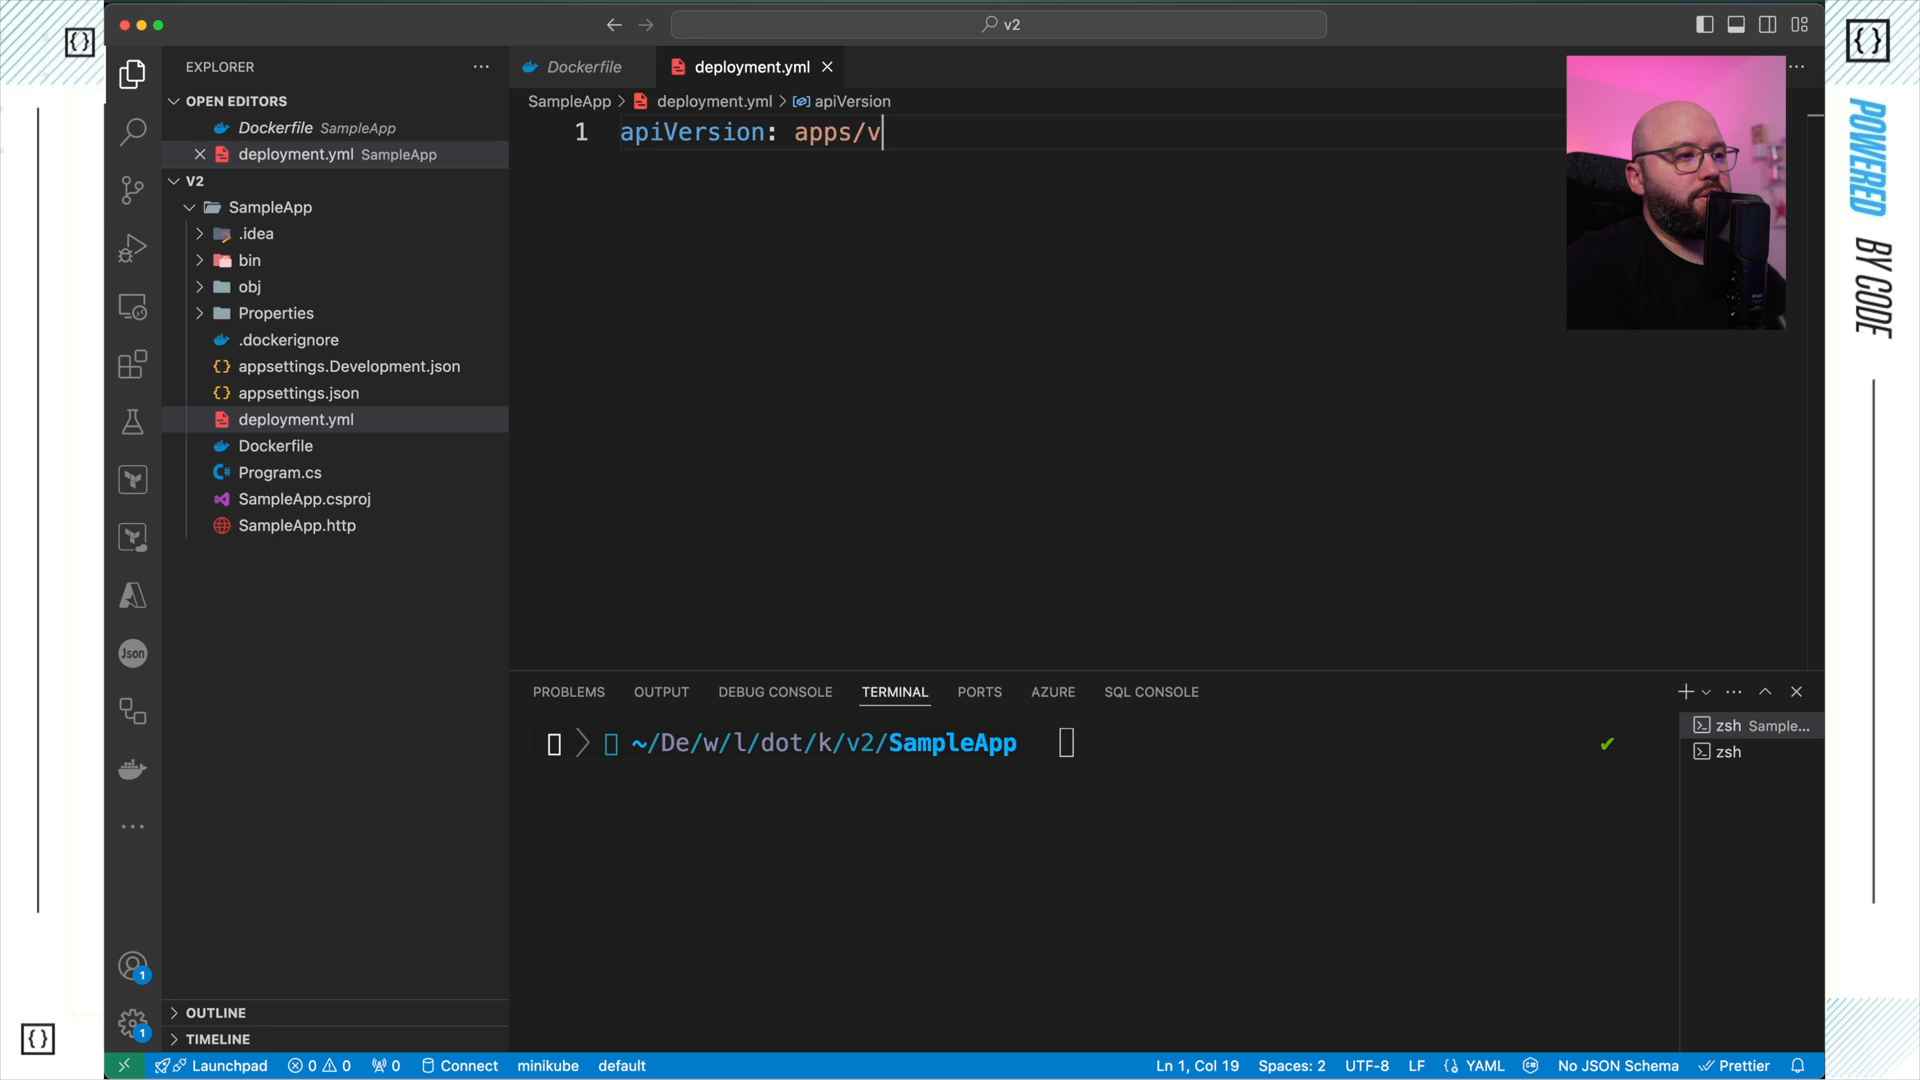 v2
EXPLORER
OPEN EDITORS
Dockerfile SampleApp
deployment.yml SampleApp
V2
SampleApp
.idea
bin
obj
Properties
.dockerignore
appsettings.Development.json
appsettings.json
deployment.yml
Dockerfile
Program.cs
SampleApp.csproj
SampleApp.http
OUTLINE
TIMELINE
Json
1
1
Dockerfile
deployment.yml
SampleApp > deployment.yml > apiVersion
1 apiVersion: apps/v
PROBLEMS OUTPUT DEBUG CONSOLE TERMINAL PORTS AZURE SQL CONSOLE
~/De/w/l/dot/k/v2/SampleApp
zsh Sample...
zsh
Launchpad 0 0 0 Connect minikube default
Ln 1, Col 19 Spaces: 2 UTF-8 LF {} YAML No JSON Schema Prettier
{}
{}
{}
POWERED
BY CODE